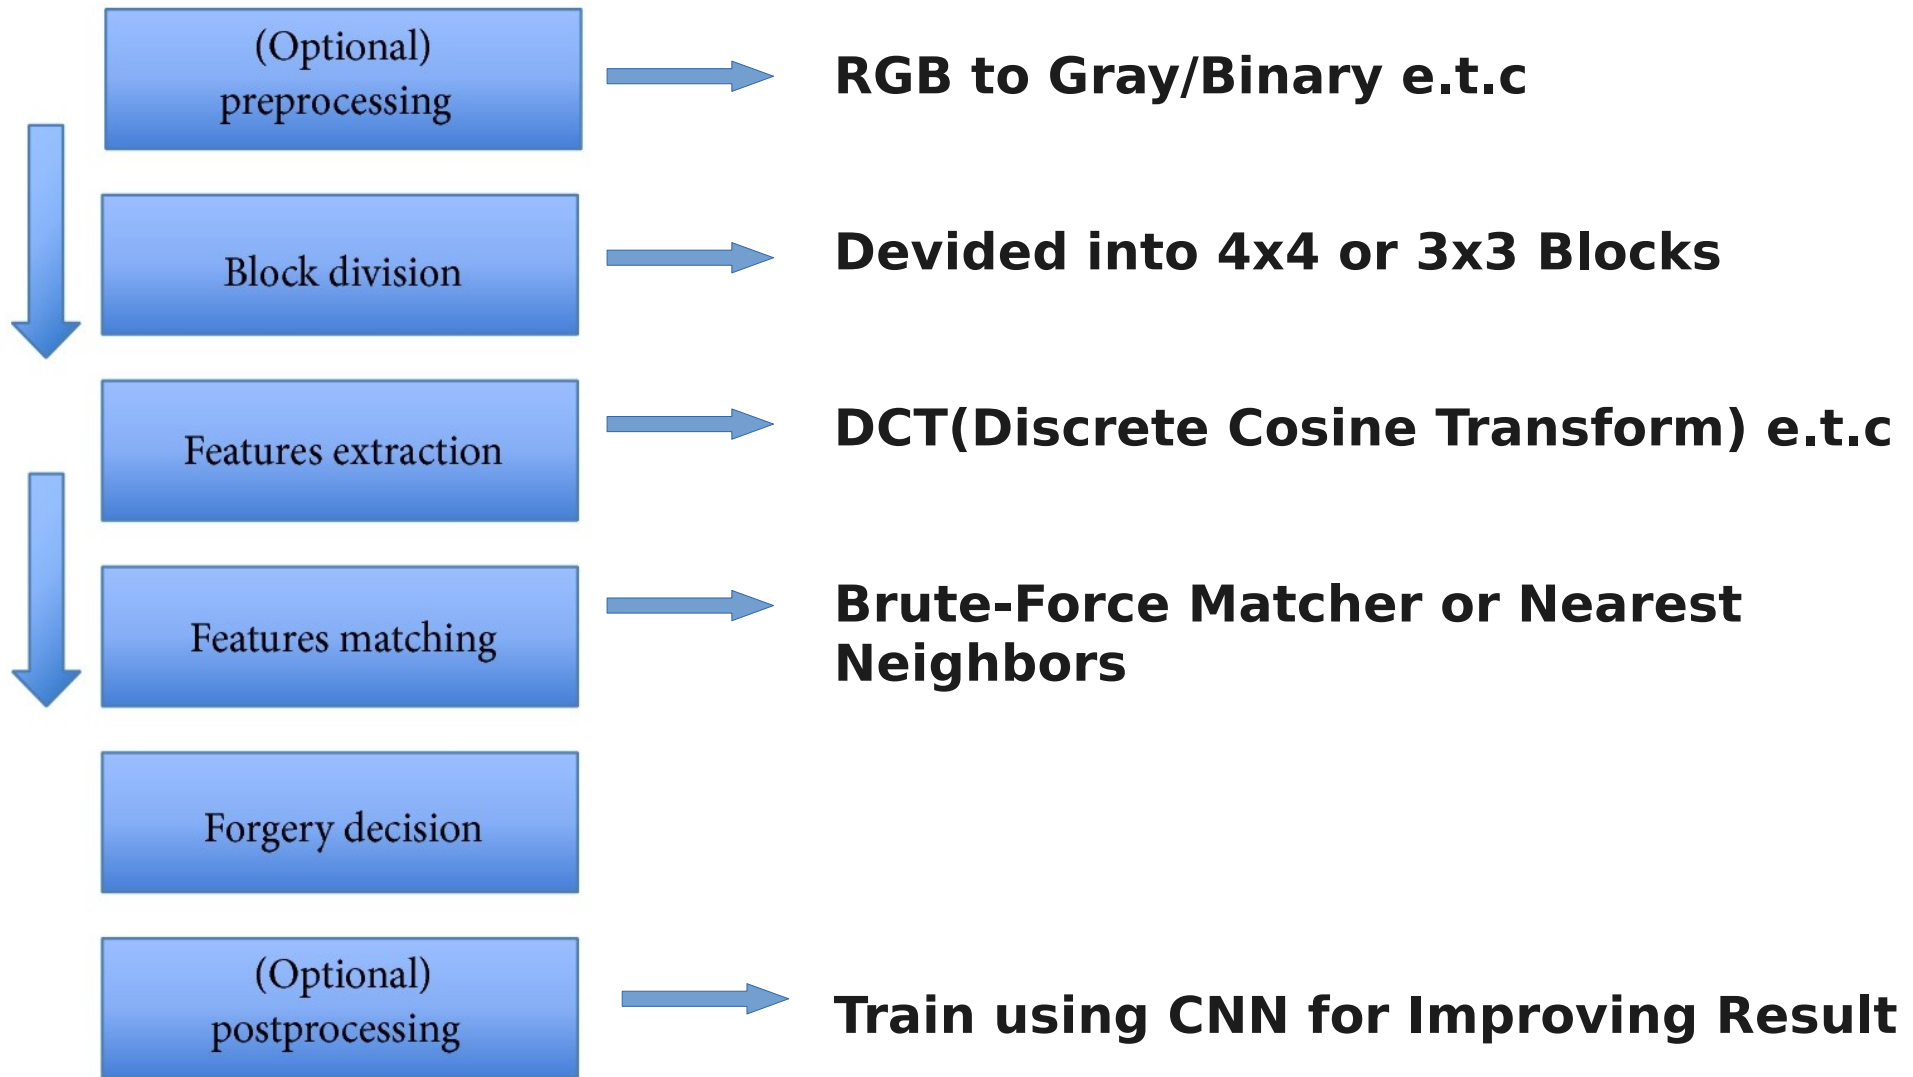 (Optional)
preprocessing
RGB to Gray/Binary e.t.c
Block division
Devided into 4x4 or 3x3 Blocks
Features extraction
DCT(Discrete Cosine Transform) e.t.c
Features matching
Brute-Force Matcher or Nearest
Neighbors
Forgery decision
(Optional)
postprocessing
Train using CNN for Improving Result